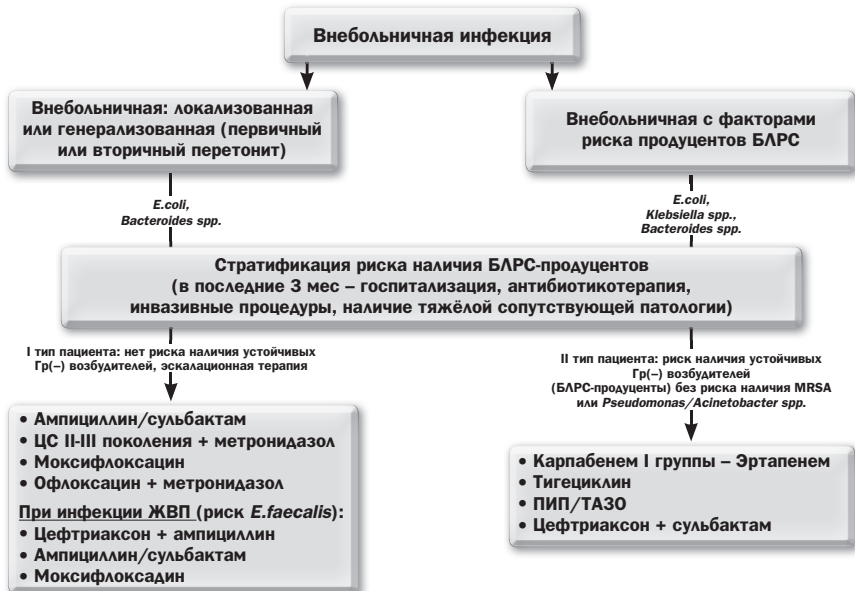 Внебольничная инфекция
Внебольничная: локализованная
или генерализованная (первичный
или вторичный перетонит)
Внебольничная с факторами
риска продуцентов БЛРС
E.coli,
Bacteroides spp.
E.coli,
Klebsiella spp.,
Bacteroides spp.
Стратификация риска наличия БЛРС-продуцентов
(в последние 3 мес – госпитализация, антибиотикотерапия,
инвазивные процедуры, наличие тяжёлой сопутствующей патологии)
I тип пациента: нет риска наличия устойчивых
Гр(–) возбудителей, эскалационная терапия
II тип пациента: риск наличия устойчивых
Гр(–) возбудителей
(БЛРС-продуценты) без риска наличия MRSA
или Pseudomonas/Acinetobacter spp.
• Ампициллин/сульбактам
• ЦС II-III поколения + метронидазол
• Моксифлоксацин
• Офлоксацин + метронидазол
При инфекции ЖВП (риск E.faecalis):
• Цефтриаксон + ампициллин
• Ампициллин/сульбактам
• Моксифлоксадин
• Карпабенем I группы – Эртапенем
• Тигециклин
• ПИП/ТАЗО
• Цефтриаксон + сульбактам